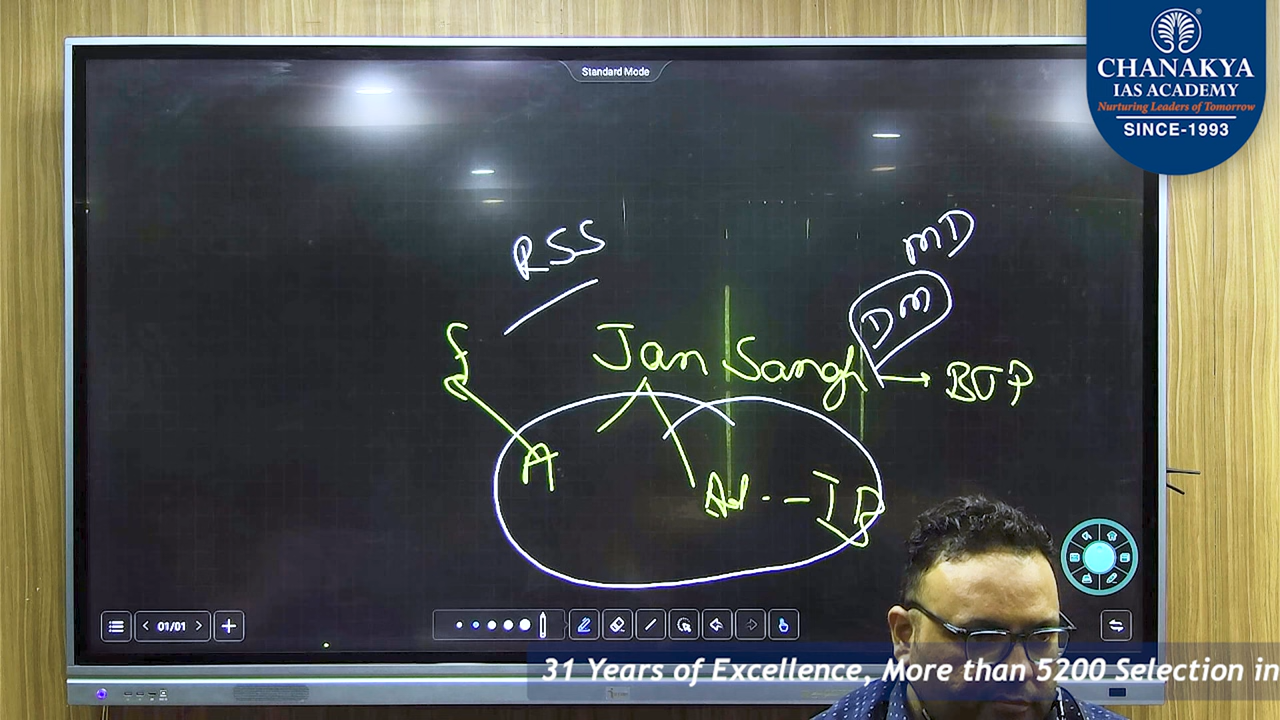 Standard Mode
CHANAKYA
IAS ACADEMY
Nurturing Leaders of Tomorrow
SINCE-1993
MD
RSS
DM
Jan Sangh → BJP
A
01/01
31 Years of Excellence, More than 5200 Selection in